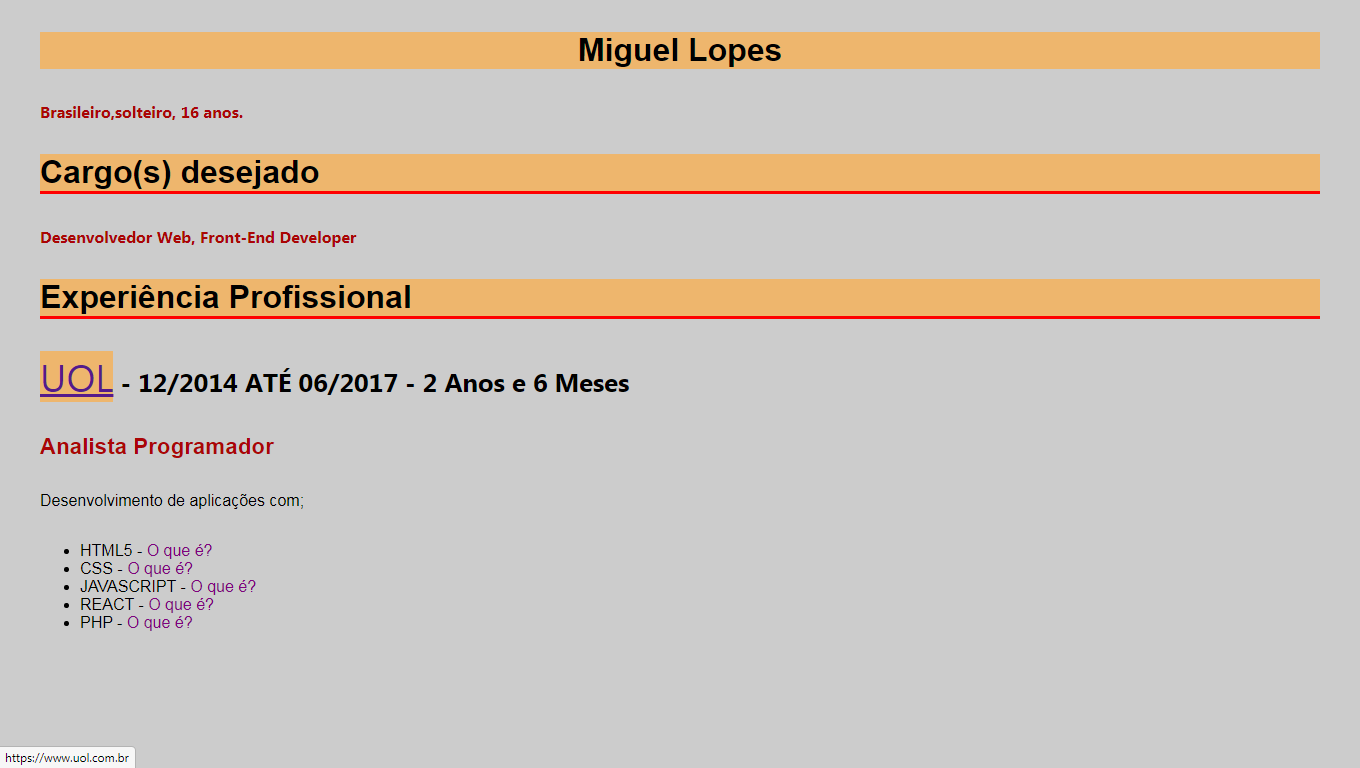 Miguel Lopes
Brasileiro,solteiro, 16 anos.
Cargo(s) desejado
Desenvolvedor Web, Front-End Developer
Experiência Profissional
UOL - 12/2014 ATÉ 06/2017 - 2 Anos e 6 Meses
Analista Programador
Desenvolvimento de aplicações com;
• HTML5 - O que é?
• CSS - O que é?
• JAVASCRIPT - O que é?
• REACT - O que é?
• PHP - O que é?
https://www.uol.com.br